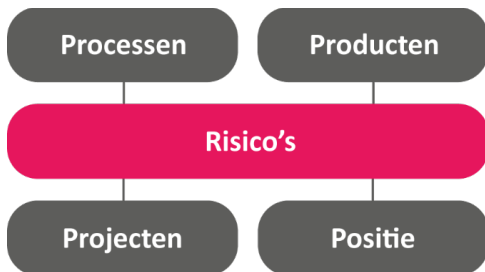 Processen
Producten
Risico’s
Projecten
Positie